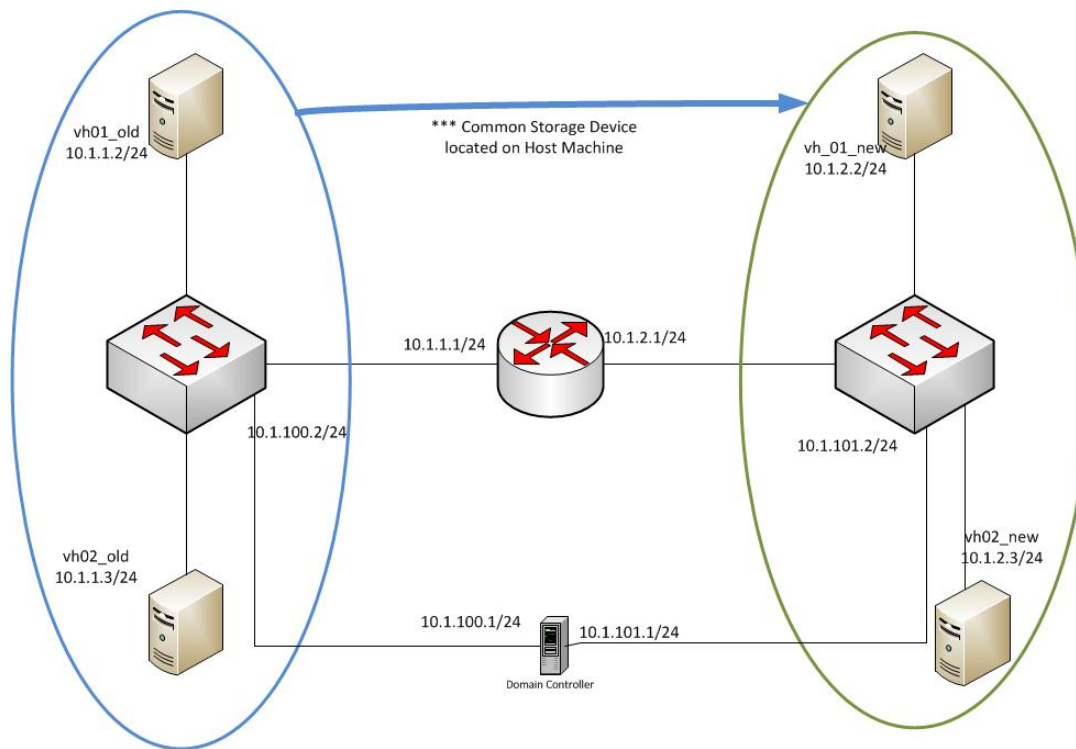 vh01_old
10.1.1.2/24
*** Common Storage Device
located on Host Machine
vh_01_new
10.1.2.2/24
10.1.1.1/24
10.1.2.1/24
10.1.100.2/24
10.1.101.2/24
vh02_old
10.1.1.3/24
vh02_new
10.1.2.3/24
10.1.100.1/24
10.1.101.1/24
Domain Controller